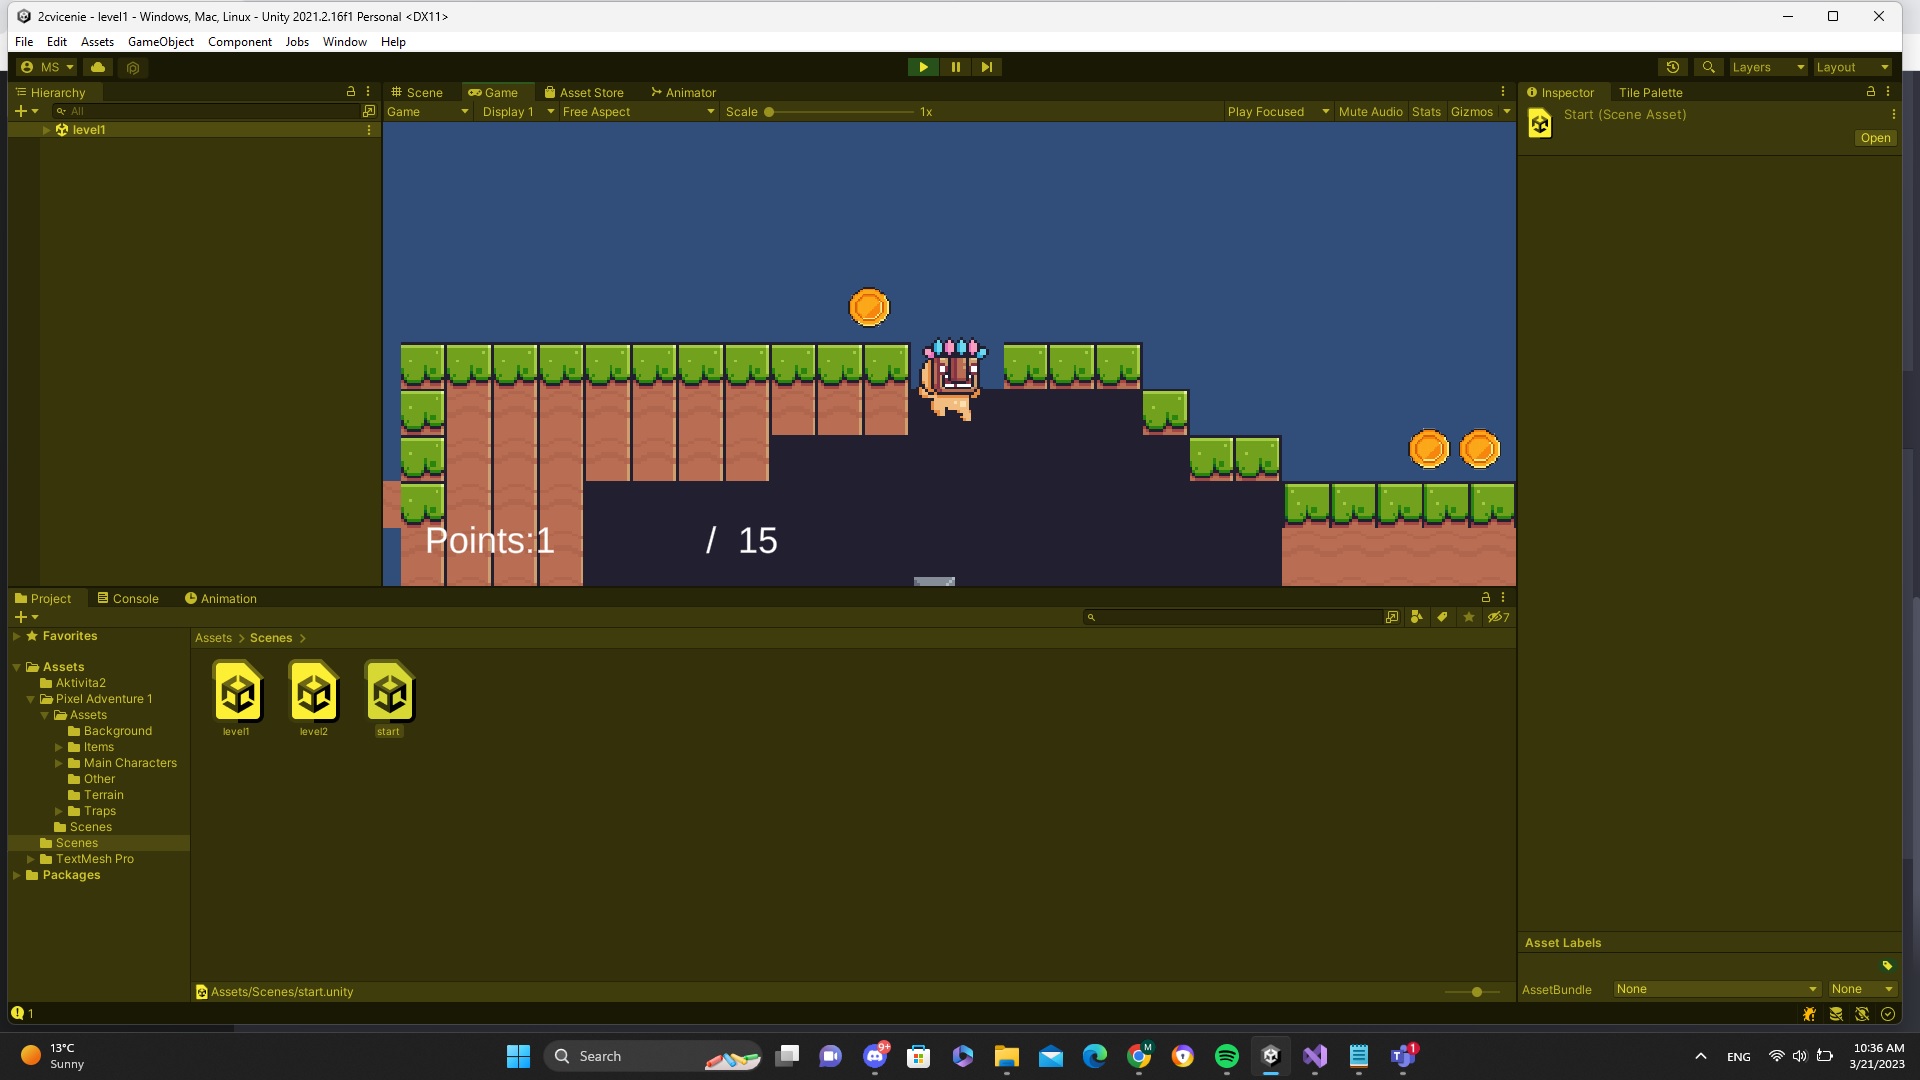 2cvicenie - level1 - Windows, Mac, Linux - Unity 2021.2.16f1 Personal <DX11>
File Edit Assets GameObject Component Jobs Window Help
MS
Layers
Layout
Hierarchy
Scene
Game
Asset Store
Animator
Inspector
Tile Palette
All
Game
Display 1
Free Aspect
Scale
1x
Play Focused
Mute Audio
Stats
Gizmos
level1
Start (Scene Asset)
Open
Points:1 / 15
Project
Console
Animation
7
Favorites
Assets > Scenes >
Assets
Aktivita2
Pixel Adventure 1
Assets
Background
Items
Main Characters
Other
Terrain
Traps
Scenes
Scenes
TextMesh Pro
Packages
level1
level2
start
Asset Labels
Assets/Scenes/start.unity
AssetBundle
None
None
1
13°C
Sunny
Search
9+
M
1
ENG
10:36 AM
3/21/2023